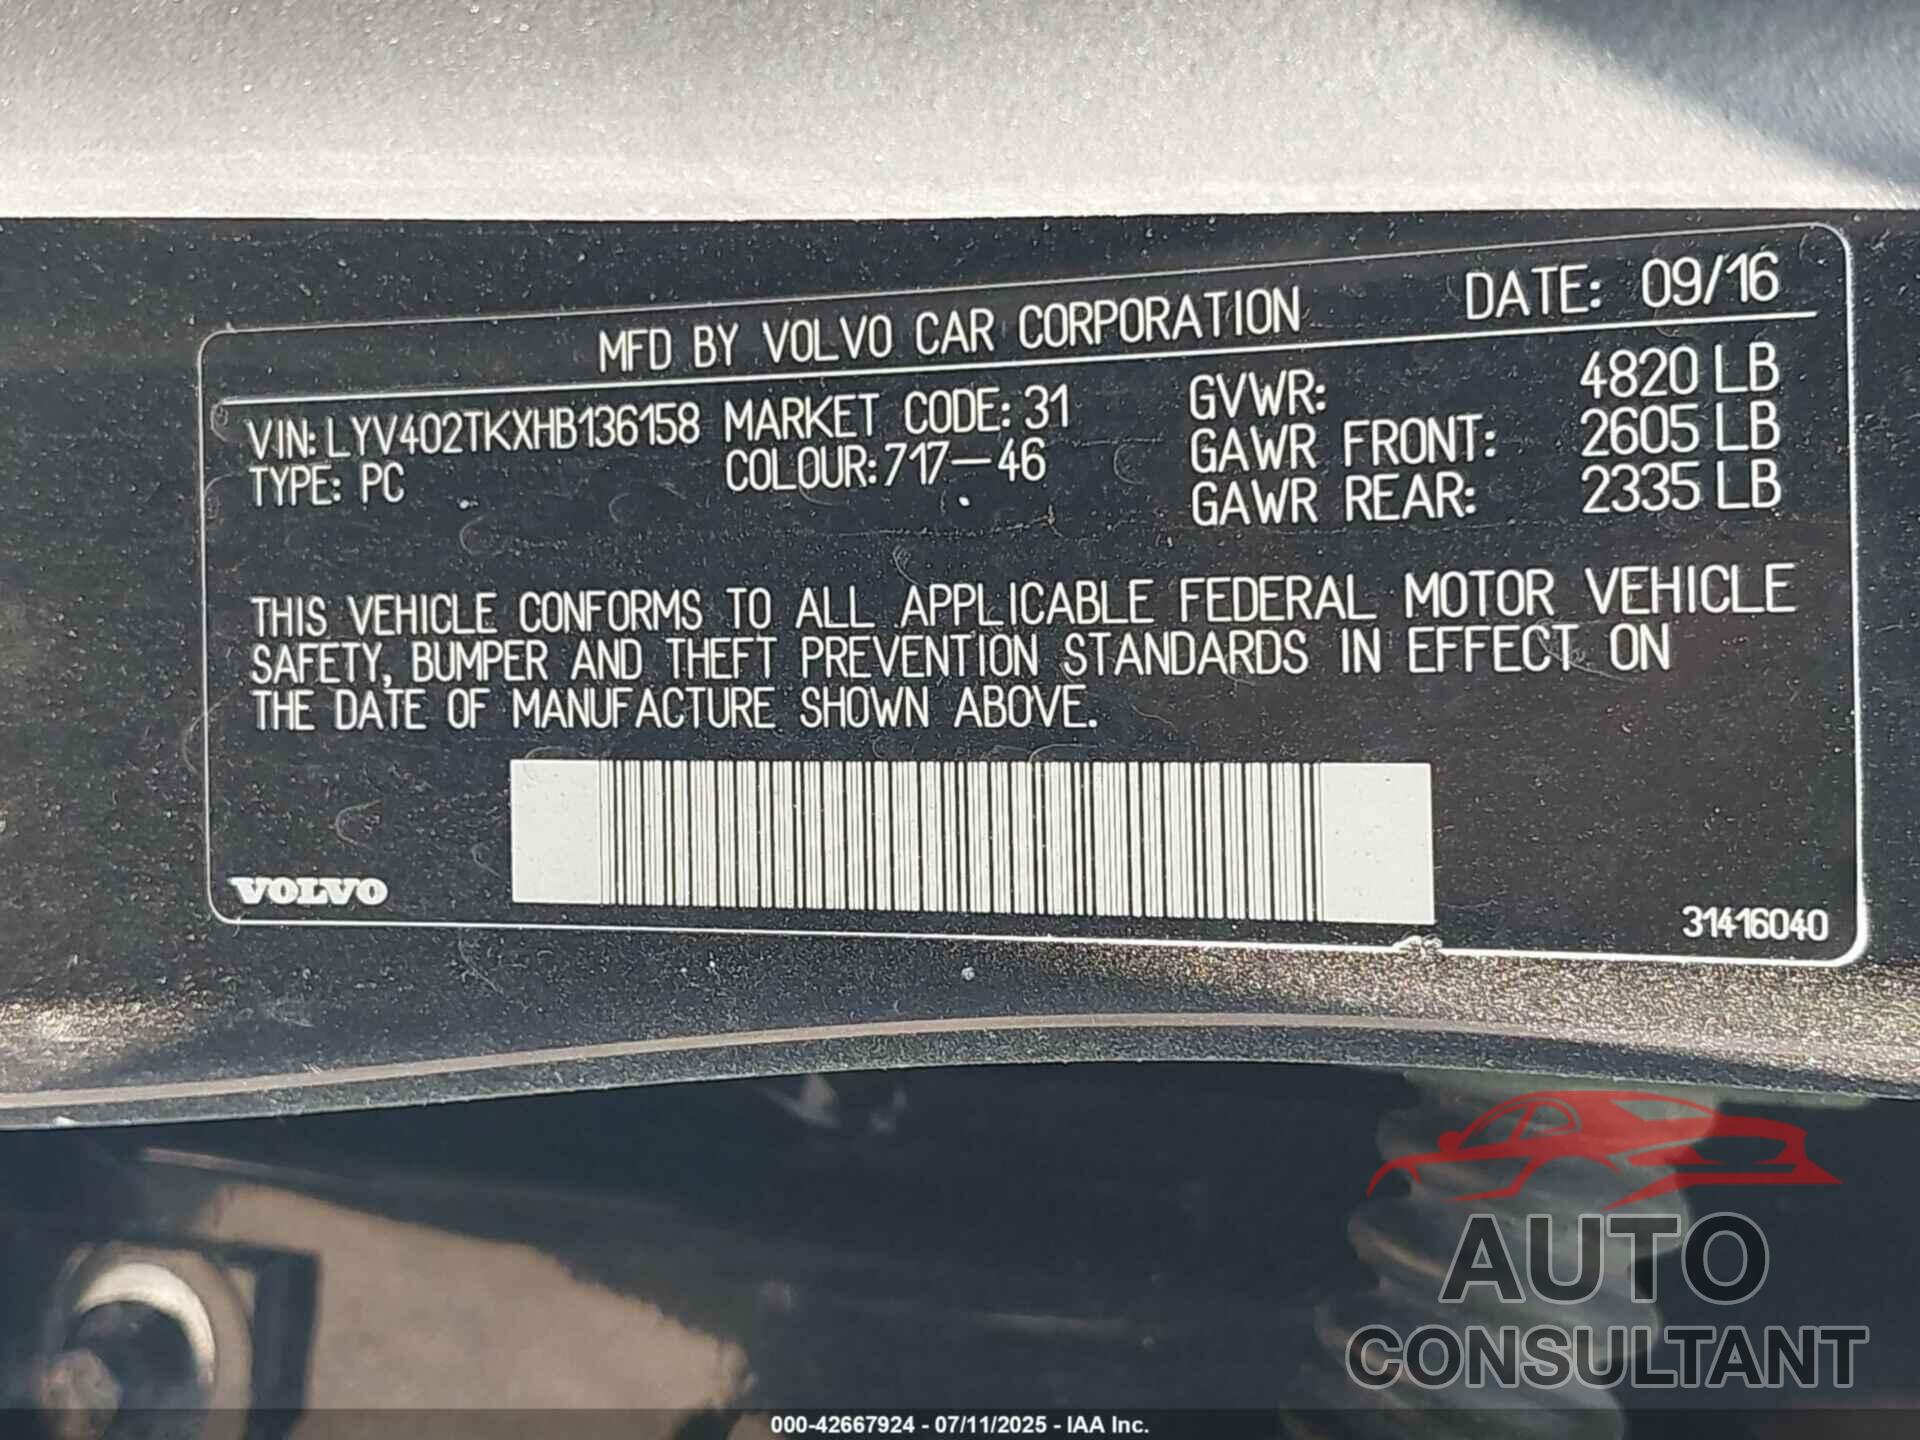 MFD BY VOLVO CAR CORPORATION DATE: 09/16
VIN: LYV402TKXHB136158 MARKET CODE: 31 GVWR: 4820 LB
TYPE: PC COLOUR: 717-46 GAWR FRONT: 2605 LB
GAWR REAR: 2335 LB
THIS VEHICLE CONFORMS TO ALL APPLICABLE FEDERAL MOTOR VEHICLE
SAFETY, BUMPER AND THEFT PREVENTION STANDARDS IN EFFECT ON
THE DATE OF MANUFACTURE SHOWN ABOVE.
VOLVO
31416040
AUTO
CONSULTANT
000-42667924 - 07/11/2025 - IAA Inc.